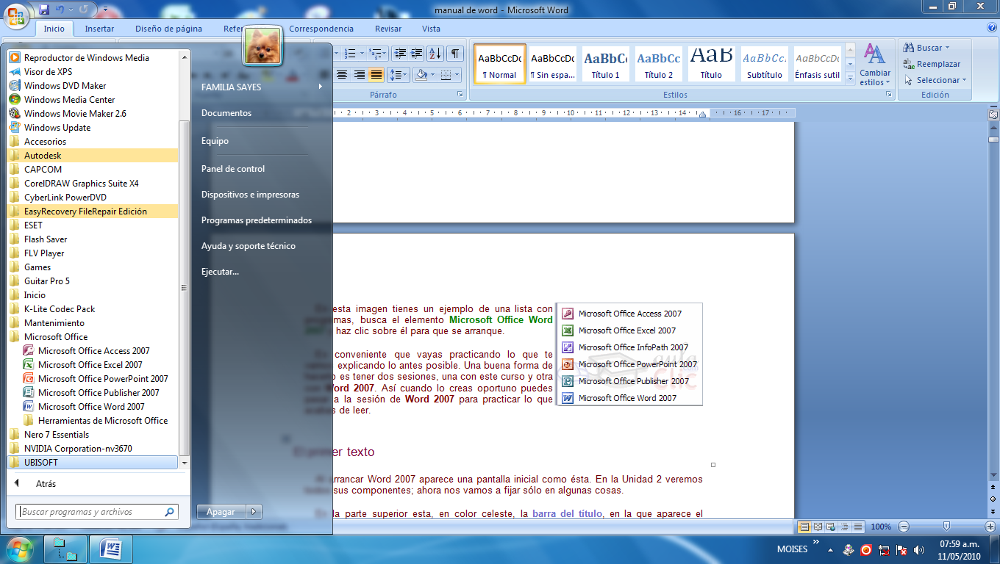 manual de word - Microsoft Word
Inicio
Insertar
Diseño de página
Correspondencia
Revisar
Vista
AaBbCcDc
¶ Normal
AaBbCcDc
¶ Sin espa...
AaBbCc
Título 1
AaBbCc
Título 2
AaB
Título
AaBbCc.
Subtítulo
AaBbCcDc
Énfasis sutil
Cambiar
estilos
Buscar
Reemplazar
Seleccionar
Párrafo
Estilos
Edición
2 3 4 5 6 7 8 9 10 11 12 13 14 16 17
Reproductor de Windows Media
Visor de XPS
Windows DVD Maker
Windows Media Center
Windows Movie Maker 2.6
Windows Update
Accesorios
Autodesk
CAPCOM
CorelDRAW Graphics Suite X4
CyberLink PowerDVD
EasyRecovery FileRepair Edición
ESET
Flash Saver
FLV Player
Games
Guitar Pro 5
Inicio
K-Lite Codec Pack
Mantenimiento
Microsoft Office
Microsoft Office Access 2007
Microsoft Office Excel 2007
Microsoft Office PowerPoint 2007
Microsoft Office Publisher 2007
Microsoft Office Word 2007
Herramientas de Microsoft Office
Nero 7 Essentials
NVIDIA Corporation-nv3670
UBISOFT
Atrás
Buscar programas y archivos
FAMILIA SAYES
Documentos
Equipo
Panel de control
Dispositivos e impresoras
Programas predeterminados
Ayuda y soporte técnico
Ejecutar...
Apagar
En esta imagen tienes un ejemplo de una lista con
programas, busca el elemento Microsoft Office Word
haz clic sobre él para que se arranque.
Es conveniente que vayas practicando lo que te
vamos explicando lo antes posible. Una buena forma de
hacerlo es tener dos sesiones, una con este curso y otra
con Word 2007. Así cuando lo creas oportuno puedes
pasar a la sesión de Word 2007 para practicar lo que
acabas de leer.
Microsoft Office Access 2007
Microsoft Office Excel 2007
Microsoft Office InfoPath 2007
Microsoft Office PowerPoint 2007
Microsoft Office Publisher 2007
Microsoft Office Word 2007
aula
Clic
El primer texto
Al arrancar Word 2007 aparece una pantalla inicial como ésta. En la Unidad 2 veremos
todos sus componentes; ahora nos vamos a fijar sólo en algunas cosas.
En la parte superior esta, en color celeste, la barra del título, en la que aparece el
100%
MOISES
07:59 a.m.
11/05/2010